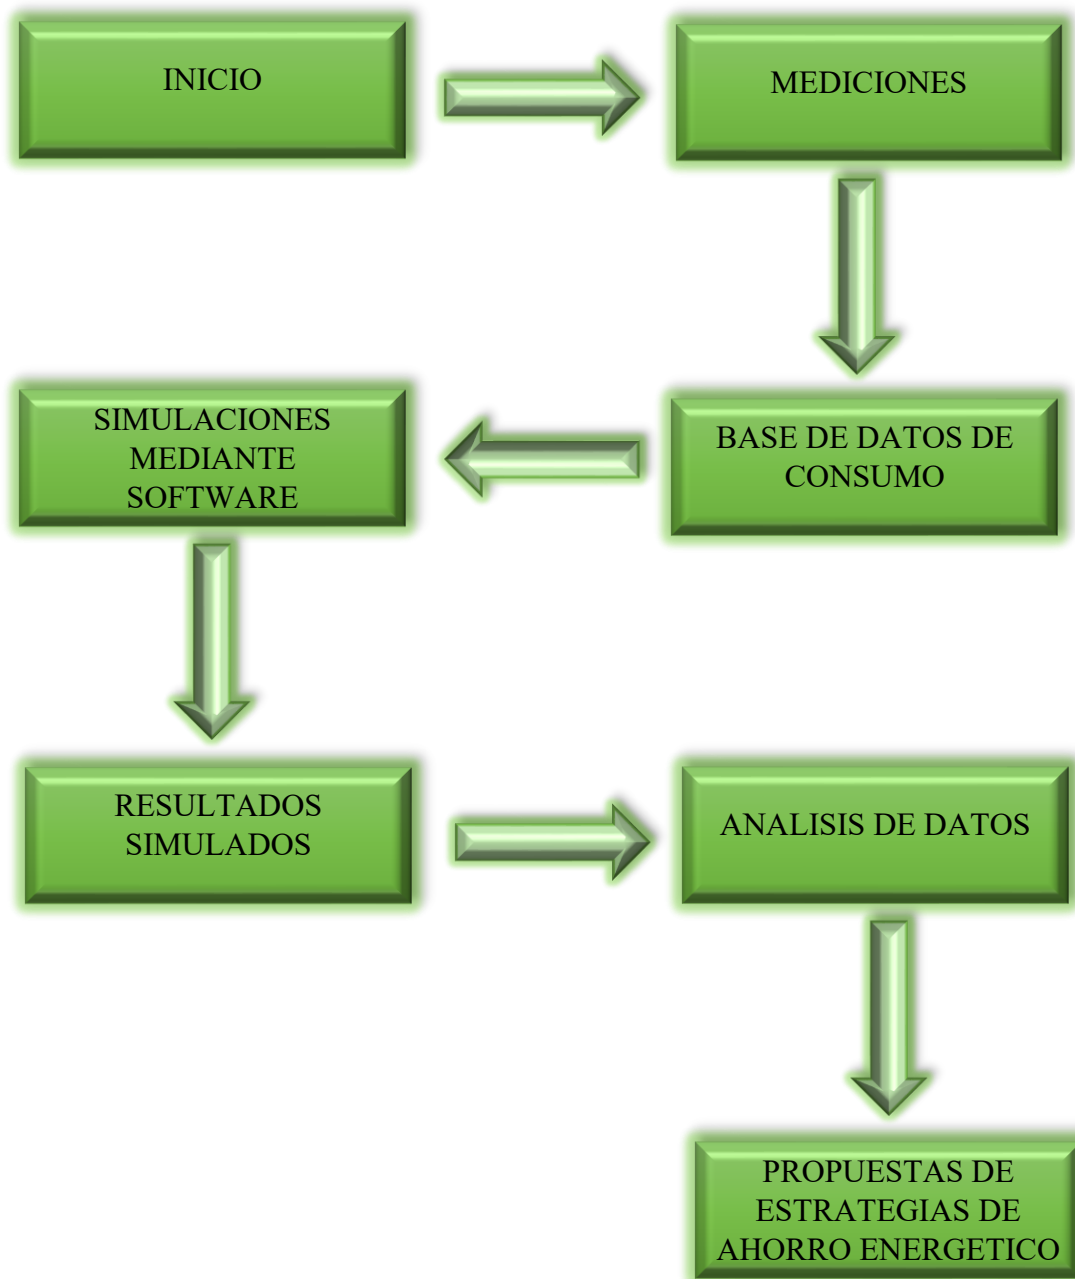 INICIO
MEDICIONES
BASE DE DATOS DE
CONSUMO
SIMULACIONES
MEDIANTE
SOFTWARE
RESULTADOS
SIMULADOS
ANALISIS DE DATOS
PROPUESTAS DE
ESTRATEGIAS DE
AHORRO ENERGETICO